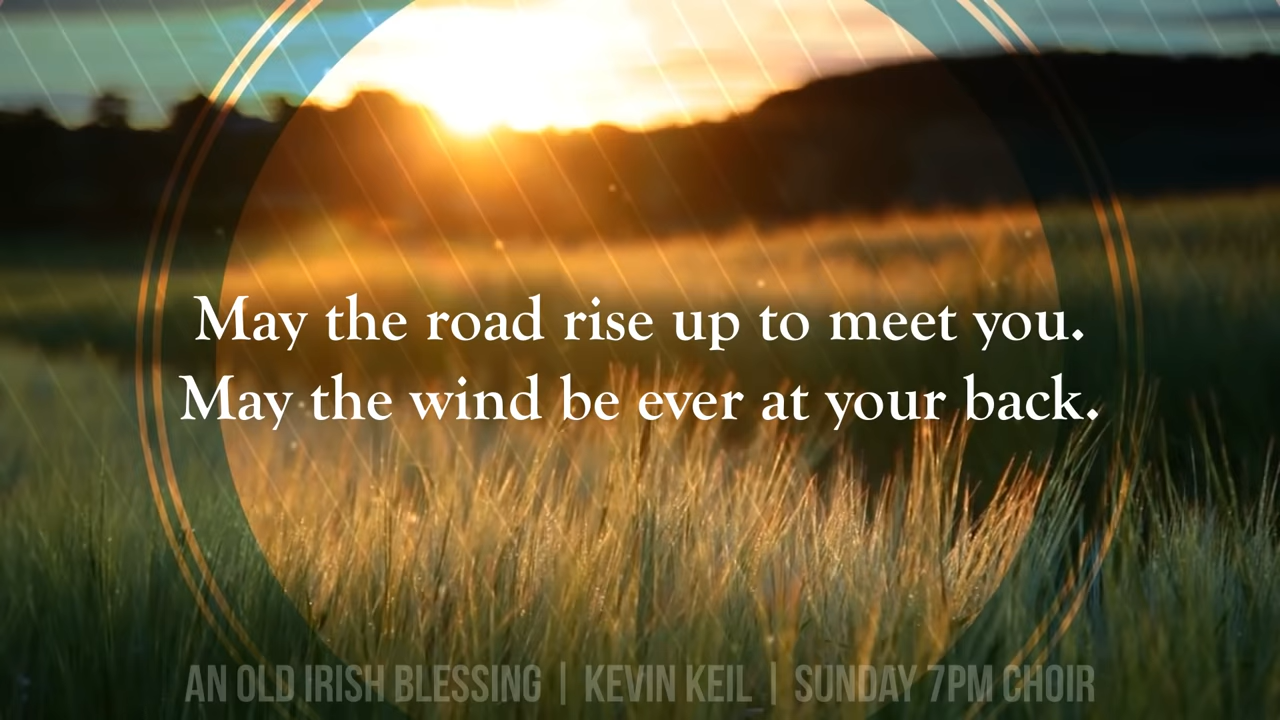 May the road rise up to meet you.
May the wind be ever at your back.
AN OLD IRISH BLESSING | KEVIN KEIL | SUNDAY 7PM CHOIR